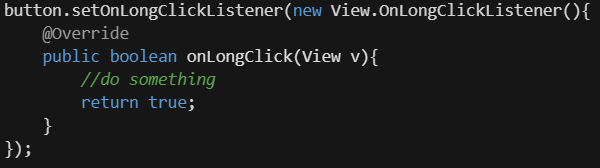 button.setOnLongClickListener(new View.OnLongClickListener(){
    @Override
    public boolean onLongClick(View v){
        //do something
        return true;
    }
});